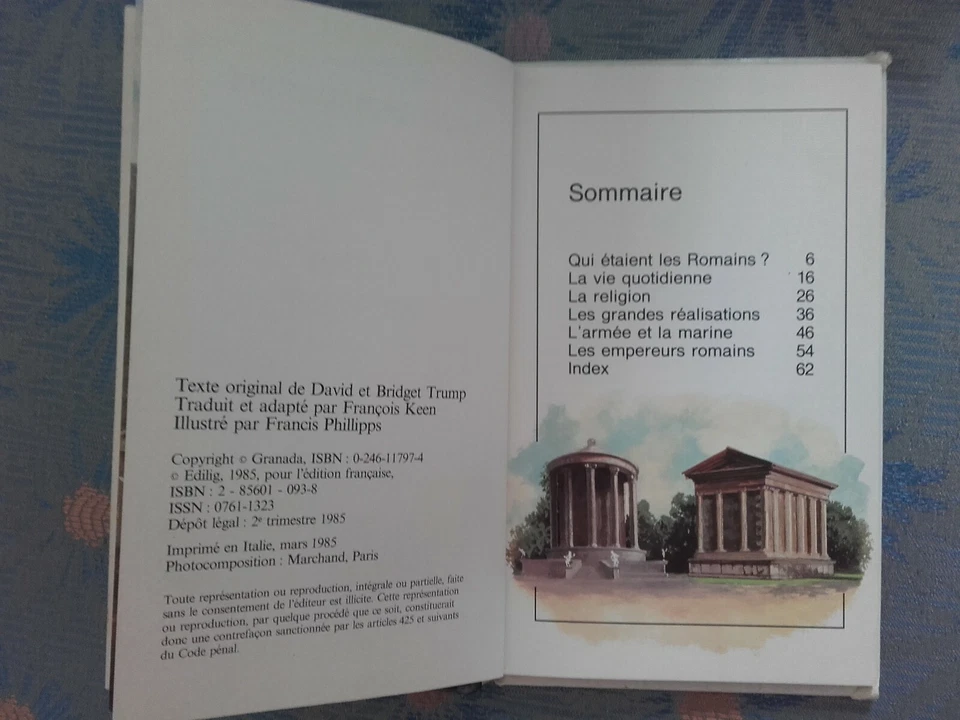 Texte original de David et Bridget Trump
Traduit et adapté par François Keen
Illustré par Francis Phillipps
Copyright © Granada, ISBN : 0-246-11797-4
© Edilig, 1985, pour l'édition française,
ISBN : 2 - 85601 - 093-8
ISSN : 0761-1323
Dépôt légal : 2e trimestre 1985
Imprimé en Italie, mars 1985
Photocomposition : Marchand, Paris
Toute représentation ou reproduction, intégrale ou partielle, faite
sans le consentement de l'éditeur est illicite. Cette représentation
ou reproduction, par quelque procédé que ce soit, constituerait
donc une contrefaçon sanctionnée par les articles 425 et suivants
du Code pénal.
Sommaire
Qui étaient les Romains ? 6
La vie quotidienne 16
La religion 26
Les grandes réalisations 36
L'armée et la marine 46
Les empereurs romains 54
Index 62